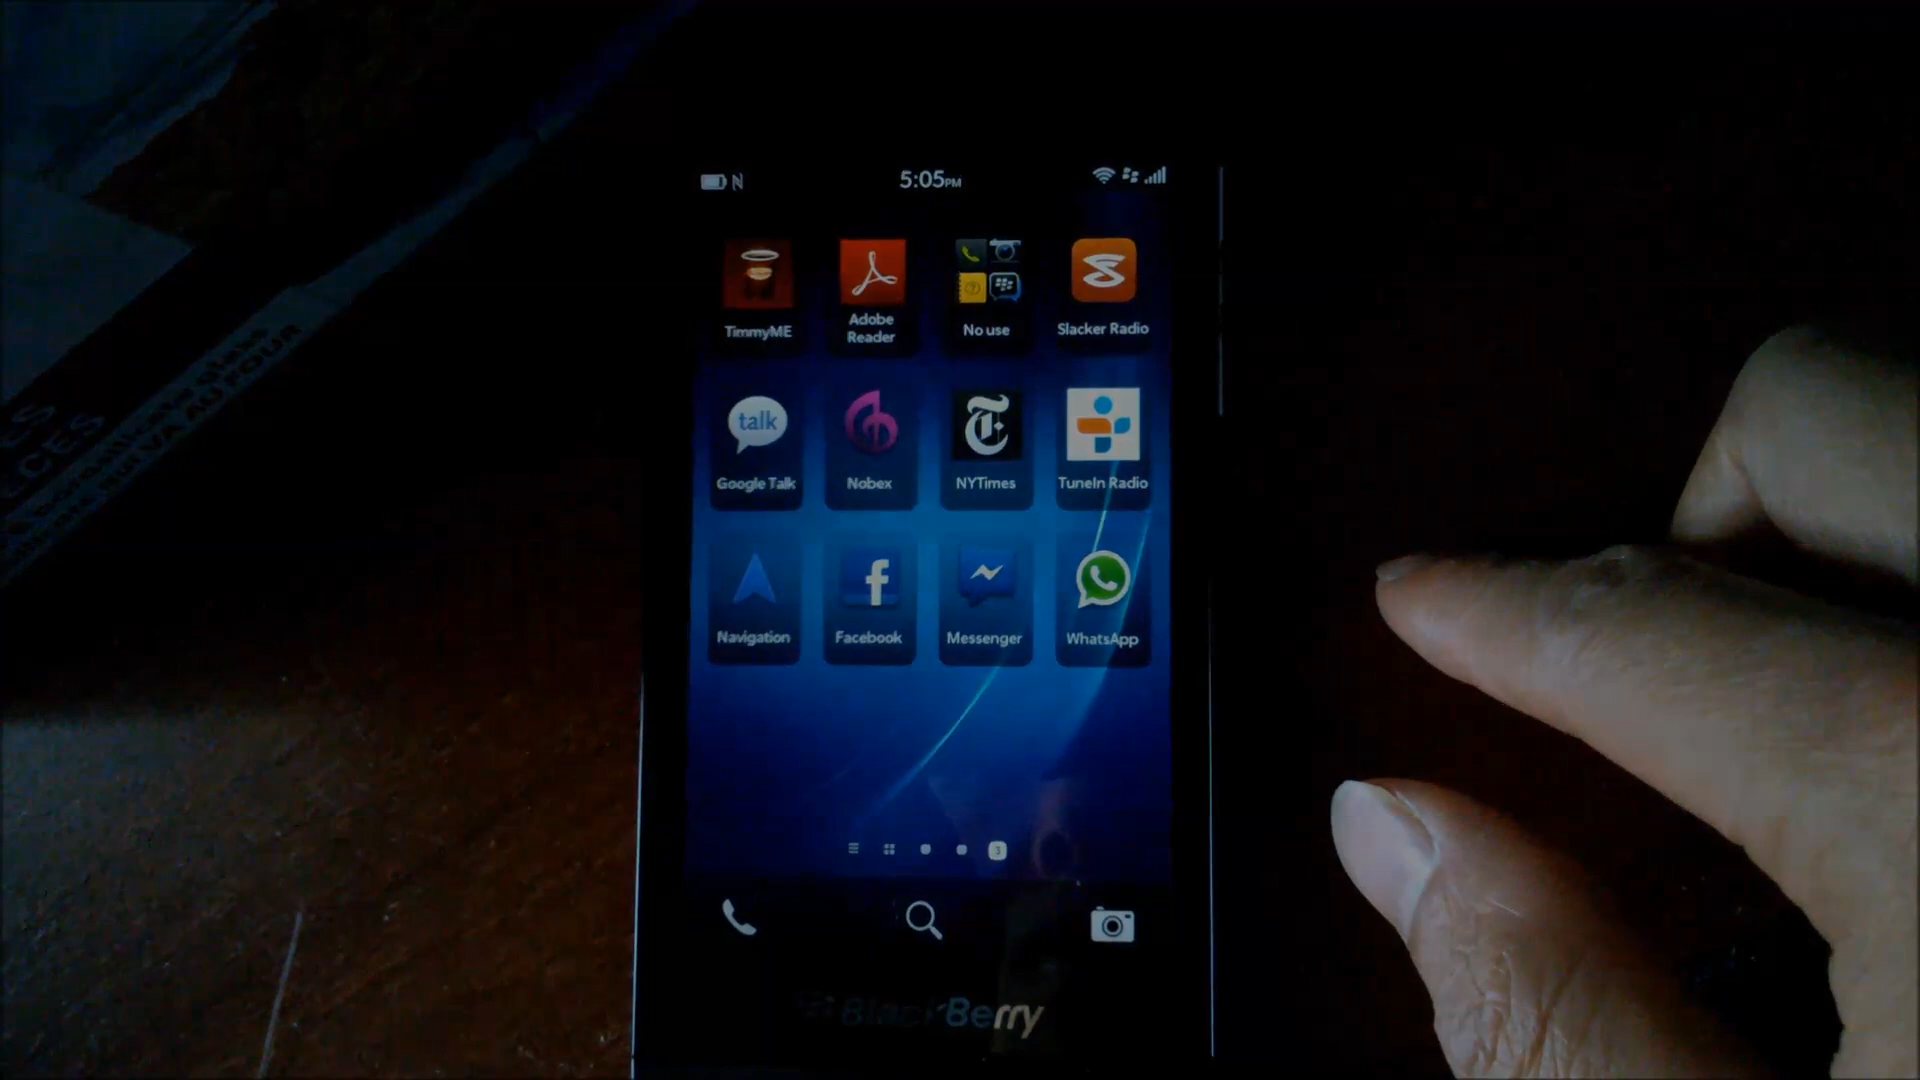 5:05PM
TimmyME
Adobe
Reader
No use
Slacker Radio
talk
Google Talk
Nobex
NYTimes
TuneIn Radio
Navigation
Facebook
Messenger
WhatsApp
3
BlackBerry